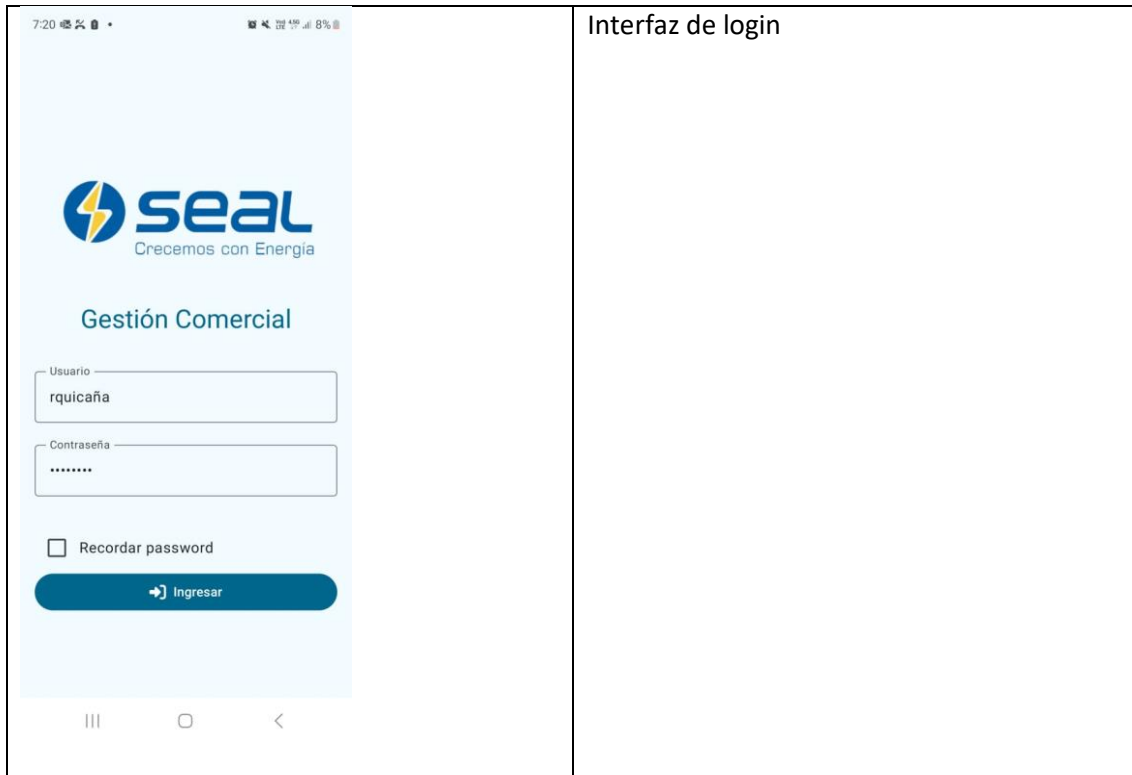 7:20
8%
Interfaz de login
seal
Crecemos con Energía
Gestión Comercial
Usuario
rquicaña
Contraseña
••••••••
Recordar password
Ingresar